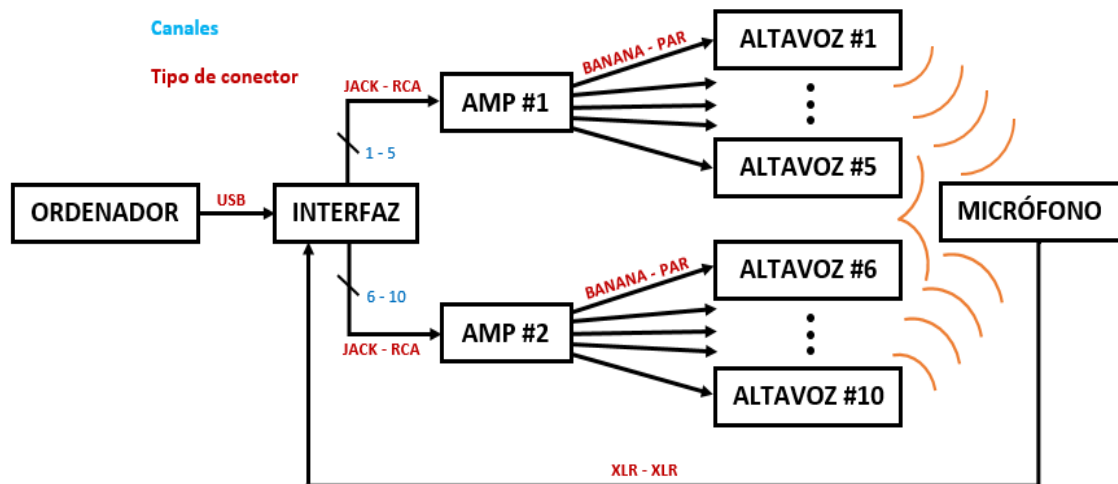 Canales
Tipo de conector
BANANA - PAR
ALTAVOZ #1
JACK - RCA
AMP #1
1 - 5
ALTAVOZ #5
ORDENADOR
USB
INTERFAZ
MICRÓFONO
6 - 10
BANANA - PAR
ALTAVOZ #6
JACK - RCA
AMP #2
ALTAVOZ #10
XLR - XLR